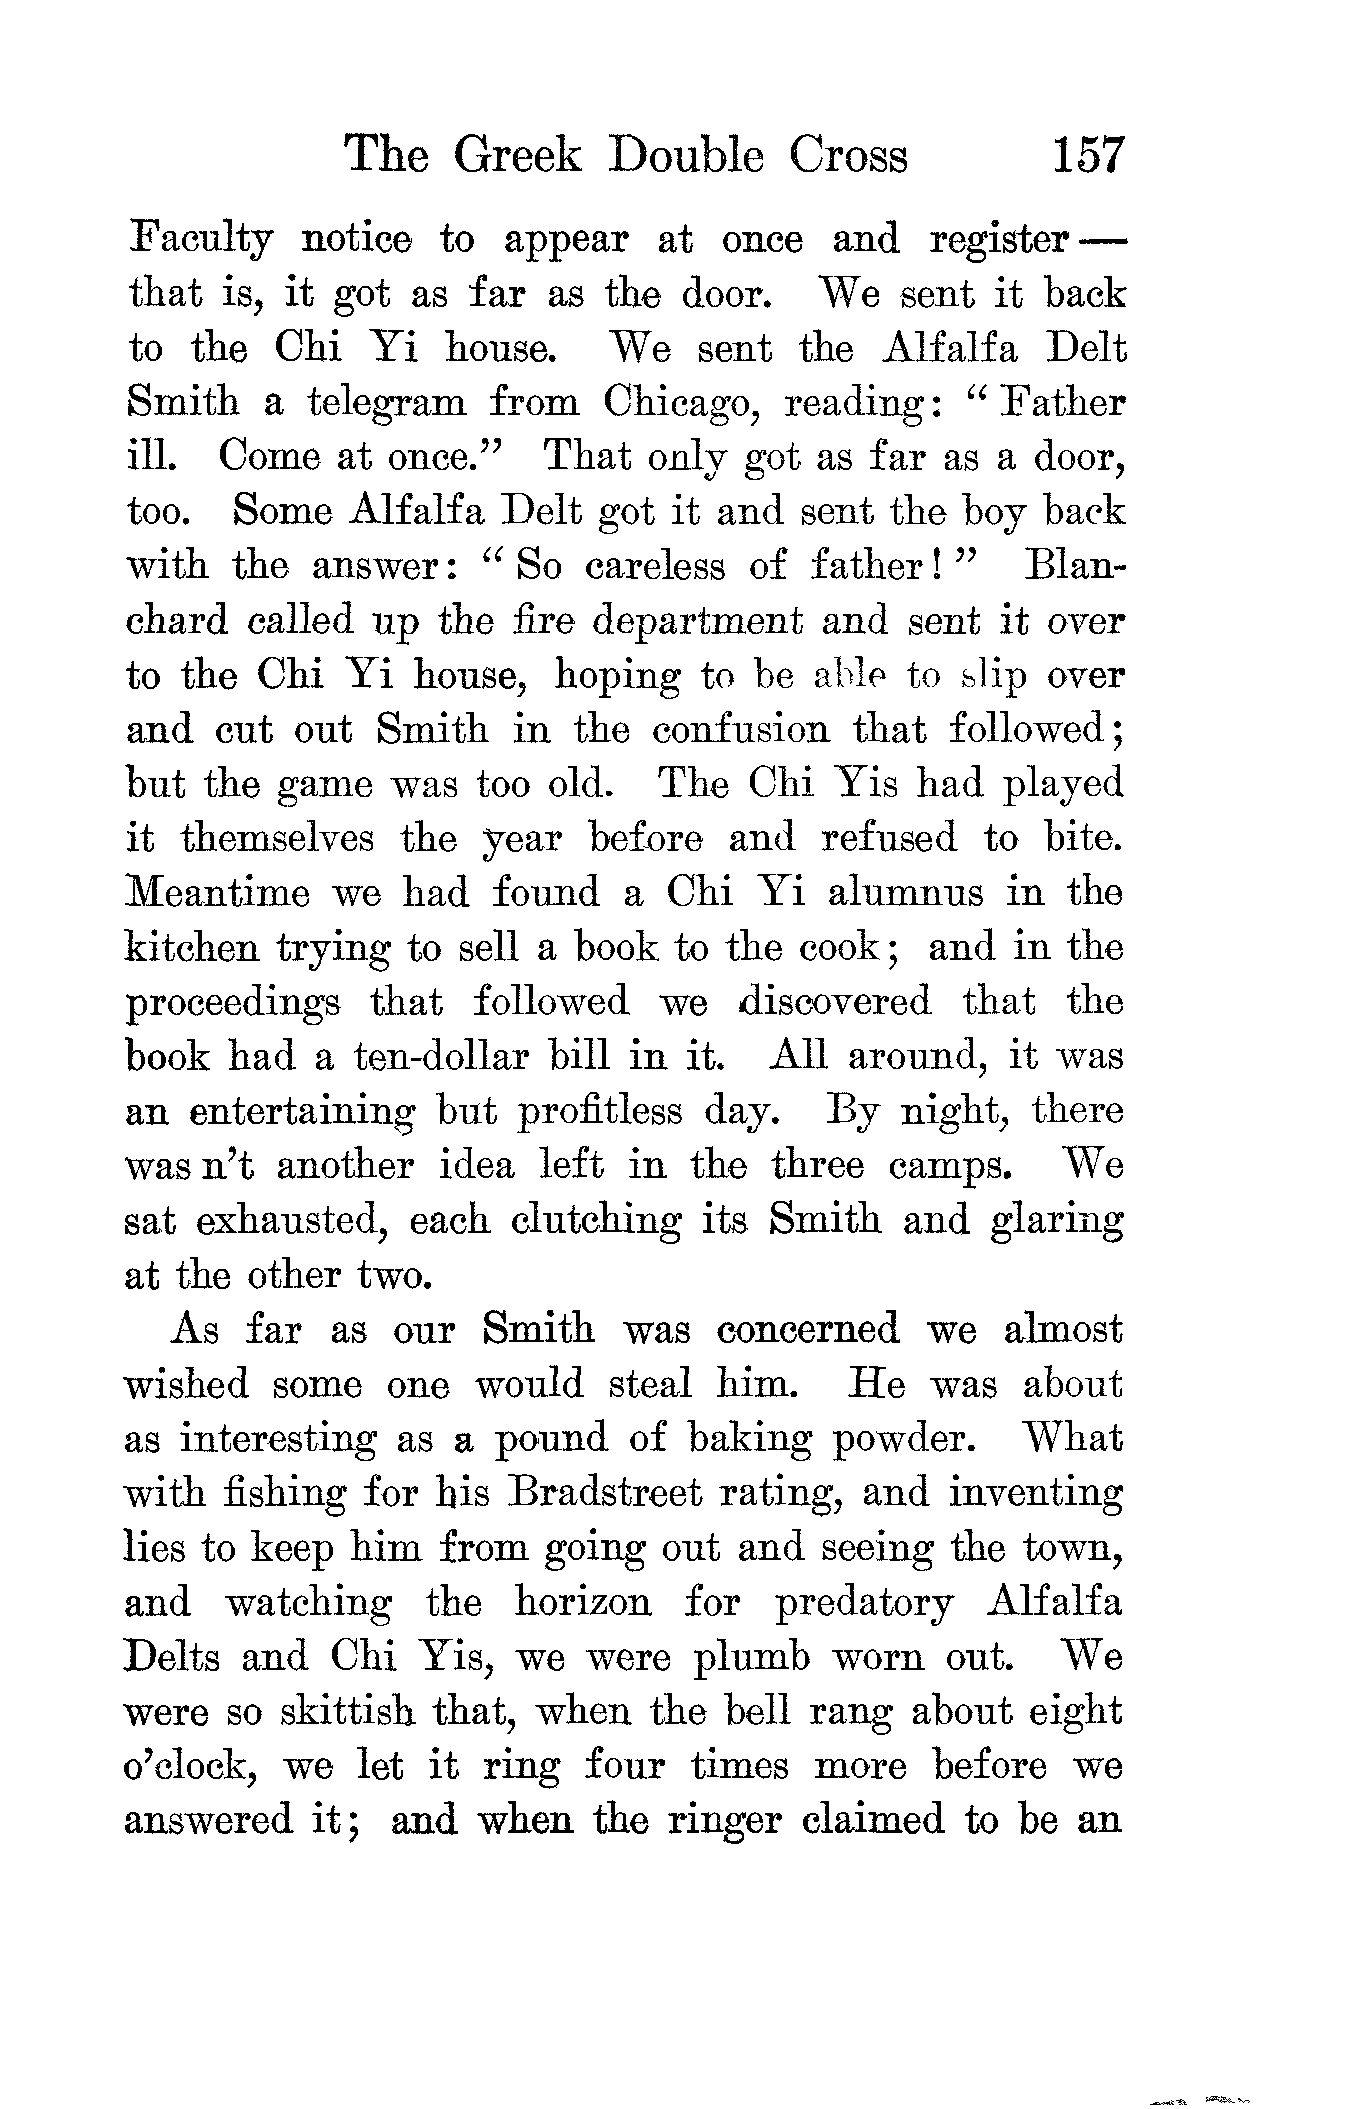 The Greek Double Cross 157
Faculty notice to appear at once and register —
that is, it got as far as the door. We sent it back
to the Chi Yi house. We sent the Alfalfa Delt
Smith a telegram from Chicago, reading: “ Father
ill. Come at once.” That only got as far as a door,
too. Some Alfalfa Delt got it and sent the boy back
with the answer: “ So careless of father! ” Blan-
chard called up the fire department and sent it over
to the Chi Yi house, hoping to be able to slip over
and cut out Smith in the confusion that followed;
but the game was too old. The Chi Yis had played
it themselves the year before and refused to bite.
Meantime we had found a Chi Yi alumnus in the
kitchen trying to sell a book to the cook; and in the
proceedings that followed we discovered that the
book had a ten-dollar bill in it. All around, it was
an entertaining but profitless day. By night, there
was n’t another idea left in the three camps. We
sat exhausted, each clutching its Smith and glaring
at the other two.
As far as our Smith was concerned we almost
wished some one would steal him. He was about
as interesting as a pound of baking powder. What
with fishing for his Bradstreet rating, and inventing
lies to keep him from going out and seeing the town,
and watching the horizon for predatory Alfalfa
Delts and Chi Yis, we were plumb worn out. We
were so skittish that, when the bell rang about eight
o’clock, we let it ring four times more before we
answered it; and when the ringer claimed to be an